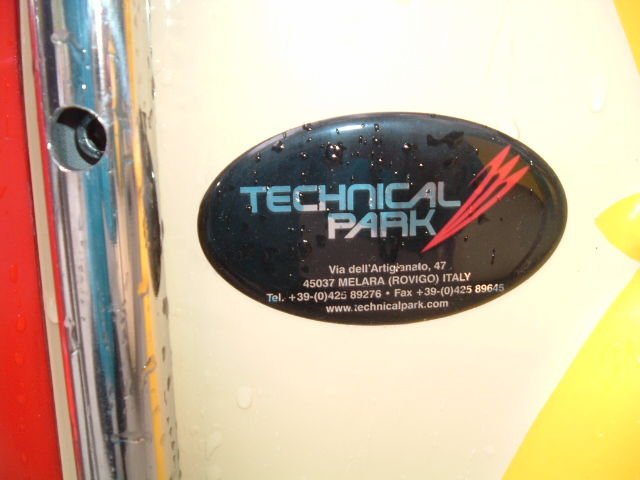 TECHNICAL
PARK
Via dell'Artigianato, 47
45037 MELARA (ROVIGO) ITALY
Tel. +39-(0)425 89276 • Fax +39-(0)425 89645
www.technicalpark.com